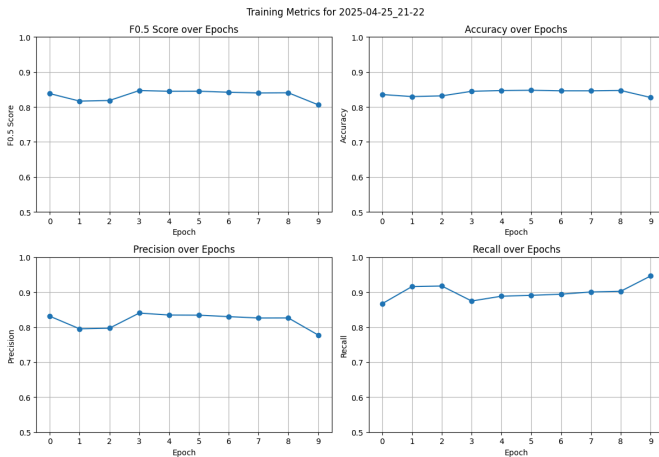 Training Metrics for 2025-04-25_21-22
F0.5 Score over Epochs
1.0
0.9
0.8
0.7
0.6
0.5
F0.5 Score
0 1 2 3 4 5 6 7 8 9
Epoch
Accuracy over Epochs
1.0
0.9
0.8
0.7
0.6
0.5
Accuracy
0 1 2 3 4 5 6 7 8 9
Epoch
Precision over Epochs
1.0
0.9
0.8
0.7
0.6
0.5
Precision
0 1 2 3 4 5 6 7 8 9
Epoch
Recall over Epochs
1.0
0.9
0.8
0.7
0.6
0.5
Recall
0 1 2 3 4 5 6 7 8 9
Epoch